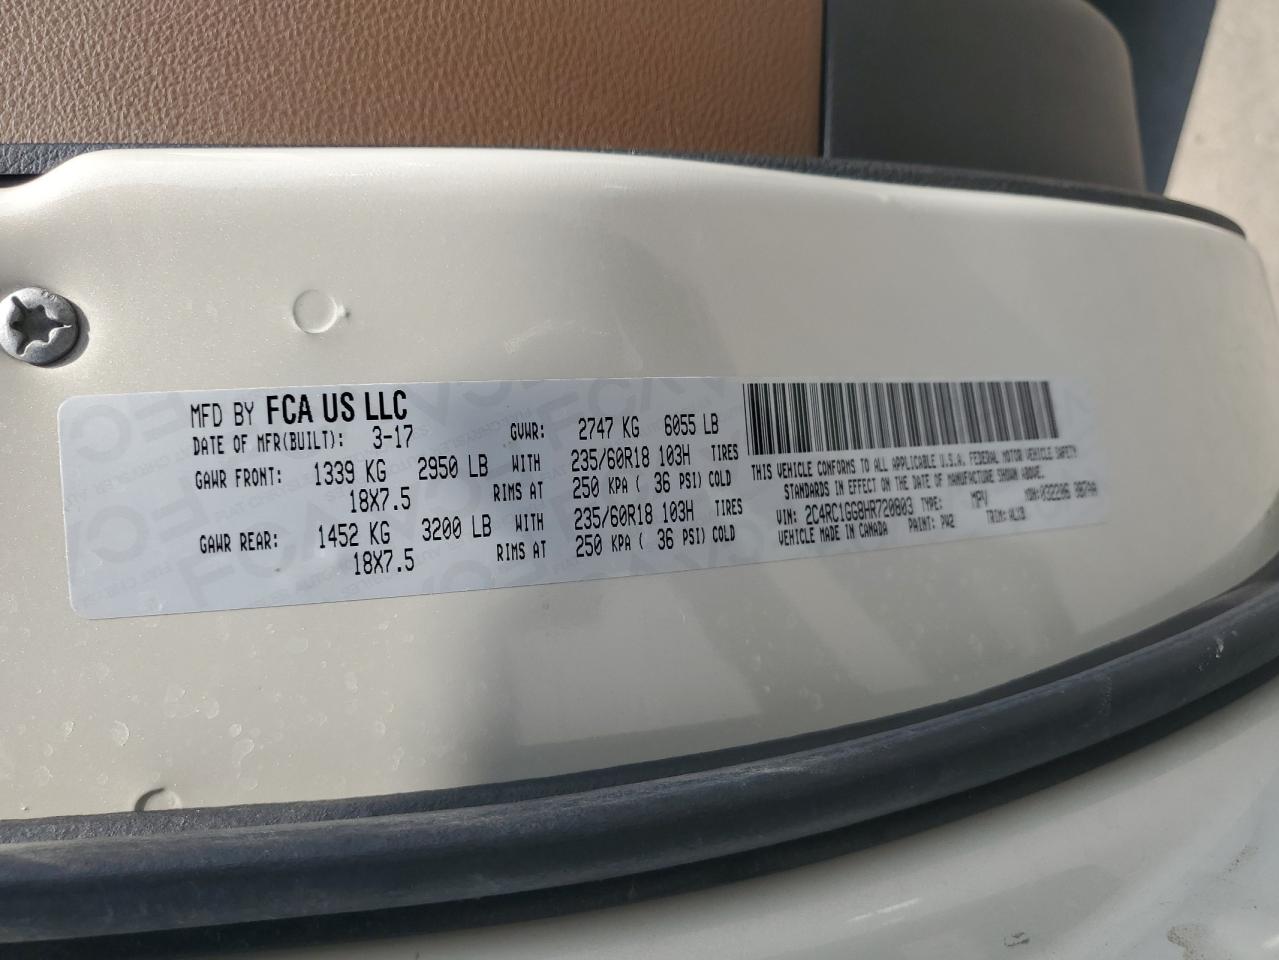 MFD BY FCA US LLC
DATE OF MFR(BUILT): 3-17 GVWR: 2747 KG 6055 LB
GAWR FRONT: 1339 KG 2950 LB WITH 235/60R18 103H TIRES
18X7.5 RIMS AT 250 KPA ( 36 PSI) COLD
GAWR REAR: 1452 KG 3200 LB WITH 235/60R18 103H TIRES
18X7.5 RIMS AT 250 KPA ( 36 PSI) COLD
THIS VEHICLE CONFORMS TO ALL APPLICABLE U.S.A. FEDERAL MOTOR VEHICLE SAFETY
STANDARDS IN EFFECT ON THE DATE OF MANUFACTURE SHOWN ABOVE.
VIN: 2C4RC1GG8HR720803 TYPE: MPV MDH:
VEHICLE MADE IN CANADA PAINT: PW2 TRIM: